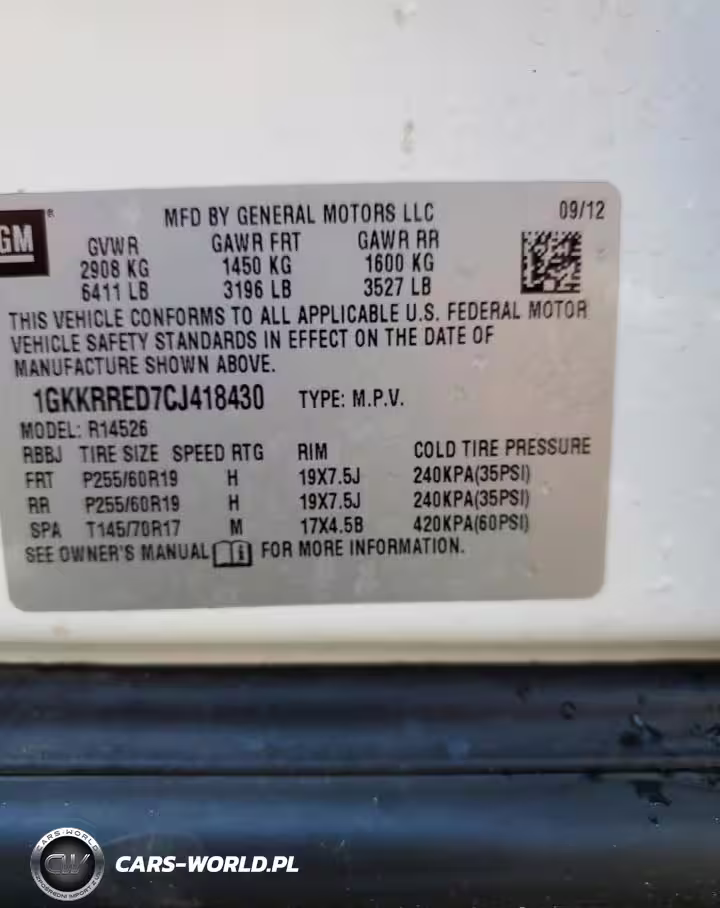 GM ®
MFD BY GENERAL MOTORS LLC 09/12
GVWR GAWR FRT GAWR RR
2908 KG 1450 KG 1600 KG
6411 LB 3196 LB 3527 LB
THIS VEHICLE CONFORMS TO ALL APPLICABLE U.S. FEDERAL MOTOR
VEHICLE SAFETY STANDARDS IN EFFECT ON THE DATE OF
MANUFACTURE SHOWN ABOVE.
1GKKRRED7CJ418430 TYPE: M.P.V.
MODEL: R14526
RBBJ TIRE SIZE SPEED RTG RIM COLD TIRE PRESSURE
FRT P255/60R19 H 19X7.5J 240KPA(35PSI)
RR P255/60R19 H 19X7.5J 240KPA(35PSI)
SPA T145/70R17 M 17X4.5B 420KPA(60PSI)
SEE OWNER'S MANUAL FOR MORE INFORMATION.
CARS-WORLD
CW
CARS-WORLD.PL